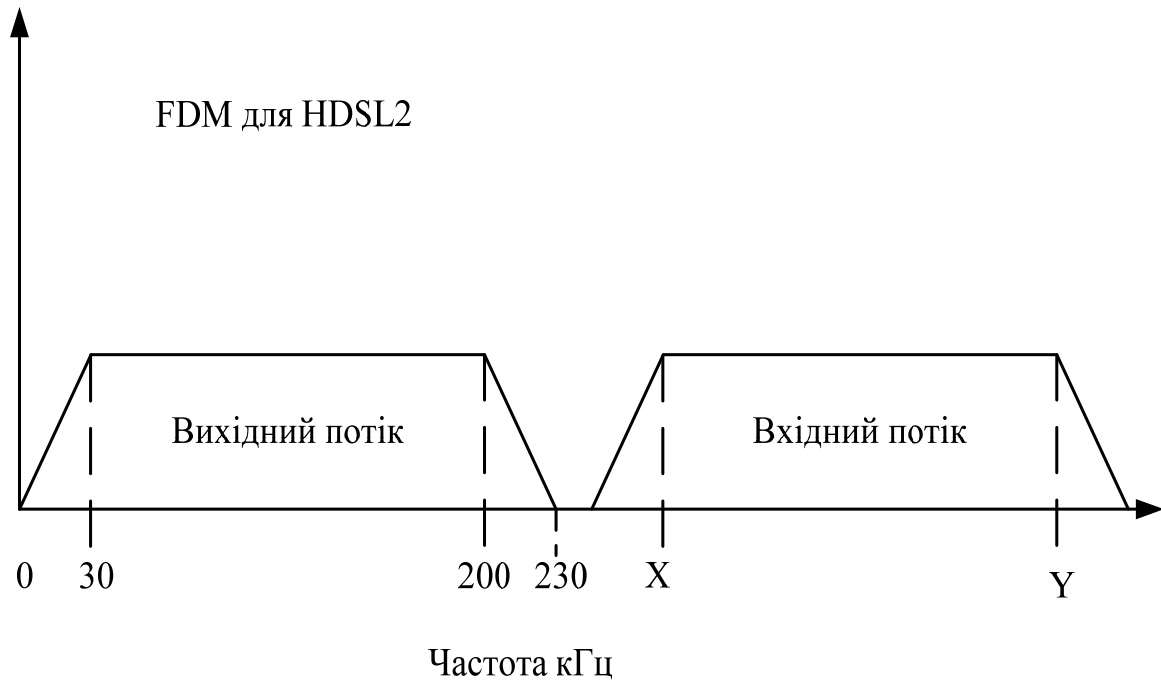 FDM для HDSL2
Вихідний потік
Вхідний потік
0 30 200 230 X Y
Частота кГц